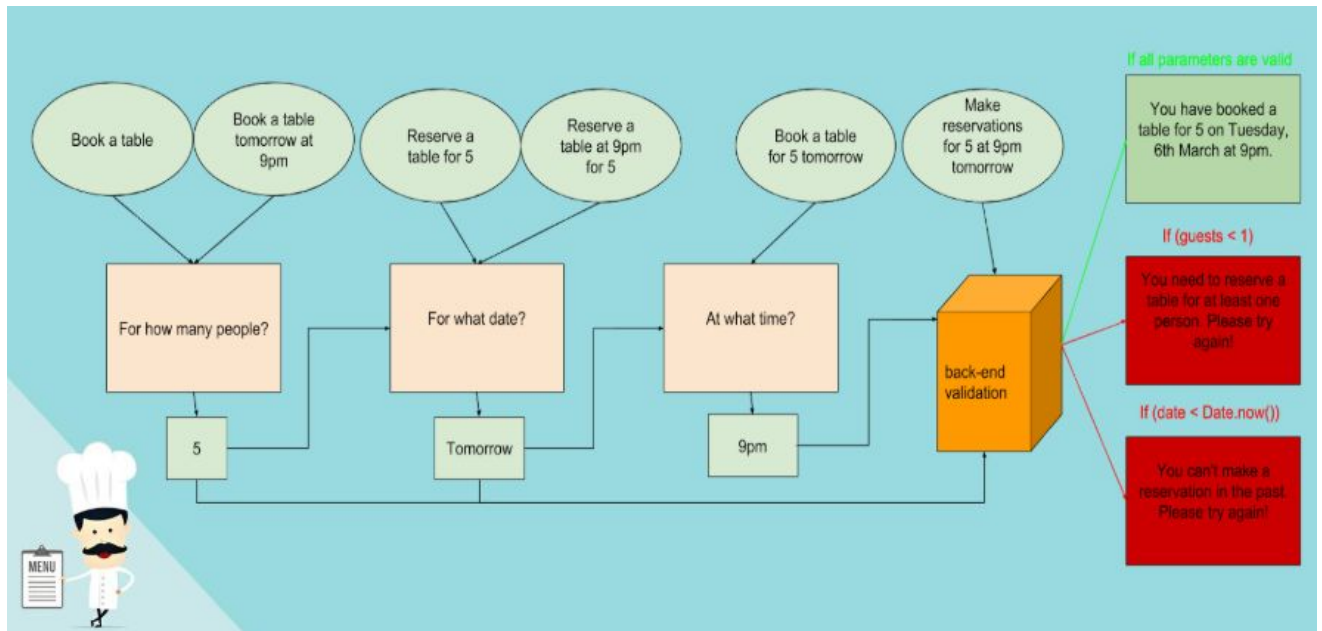 Book a table
Book a table
tomorrow at
9pm
Reserve a
table for 5
Reserve a
table at 9pm
for 5
Book a table
for 5 tomorrow
Make
reservations
for 5 at 9pm
tomorrow
If all parameters are valid
You have booked a
table for 5 on Tuesday,
6th March at 9pm.
For how many people?
For what date?
At what time?
back-end
validation
If (guests < 1)
You need to reserve a
table for at least one
person. Please try
again!
5
Tomorrow
9pm
If (date < Date.now())
You can't make a
reservation in the past.
Please try again!
MENU